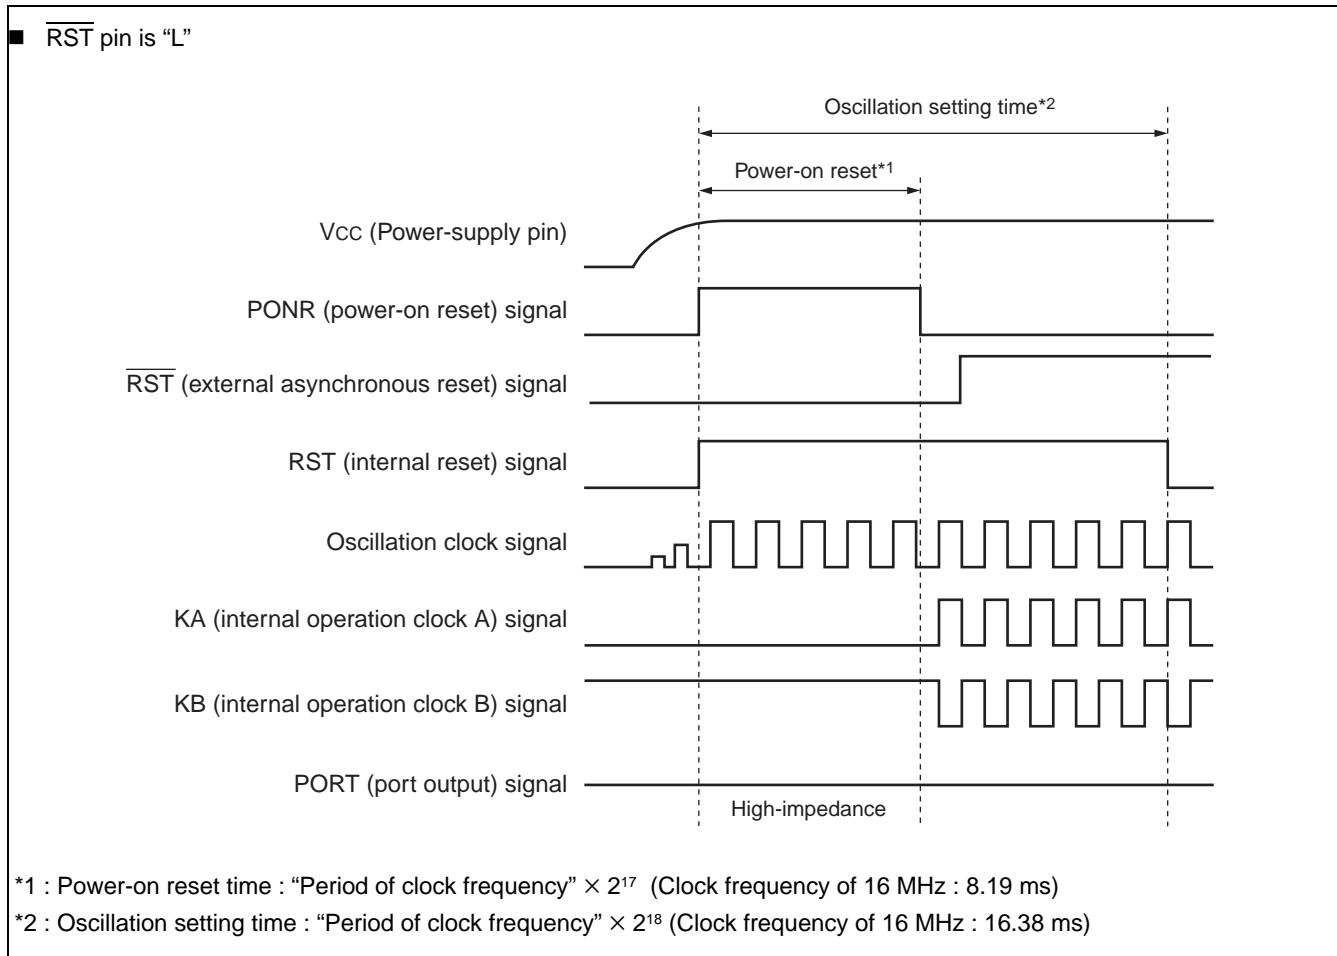 ■ R̅S̅T̅ pin is “L”
Oscillation setting time*2
Power-on reset*1
VCC (Power-supply pin)
PONR (power-on reset) signal
R̅S̅T̅ (external asynchronous reset) signal
RST (internal reset) signal
Oscillation clock signal
KA (internal operation clock A) signal
KB (internal operation clock B) signal
PORT (port output) signal
High-impedance
*1 : Power-on reset time : “Period of clock frequency” × 2¹⁷ (Clock frequency of 16 MHz : 8.19 ms)
*2 : Oscillation setting time : “Period of clock frequency” × 2¹⁸ (Clock frequency of 16 MHz : 16.38 ms)